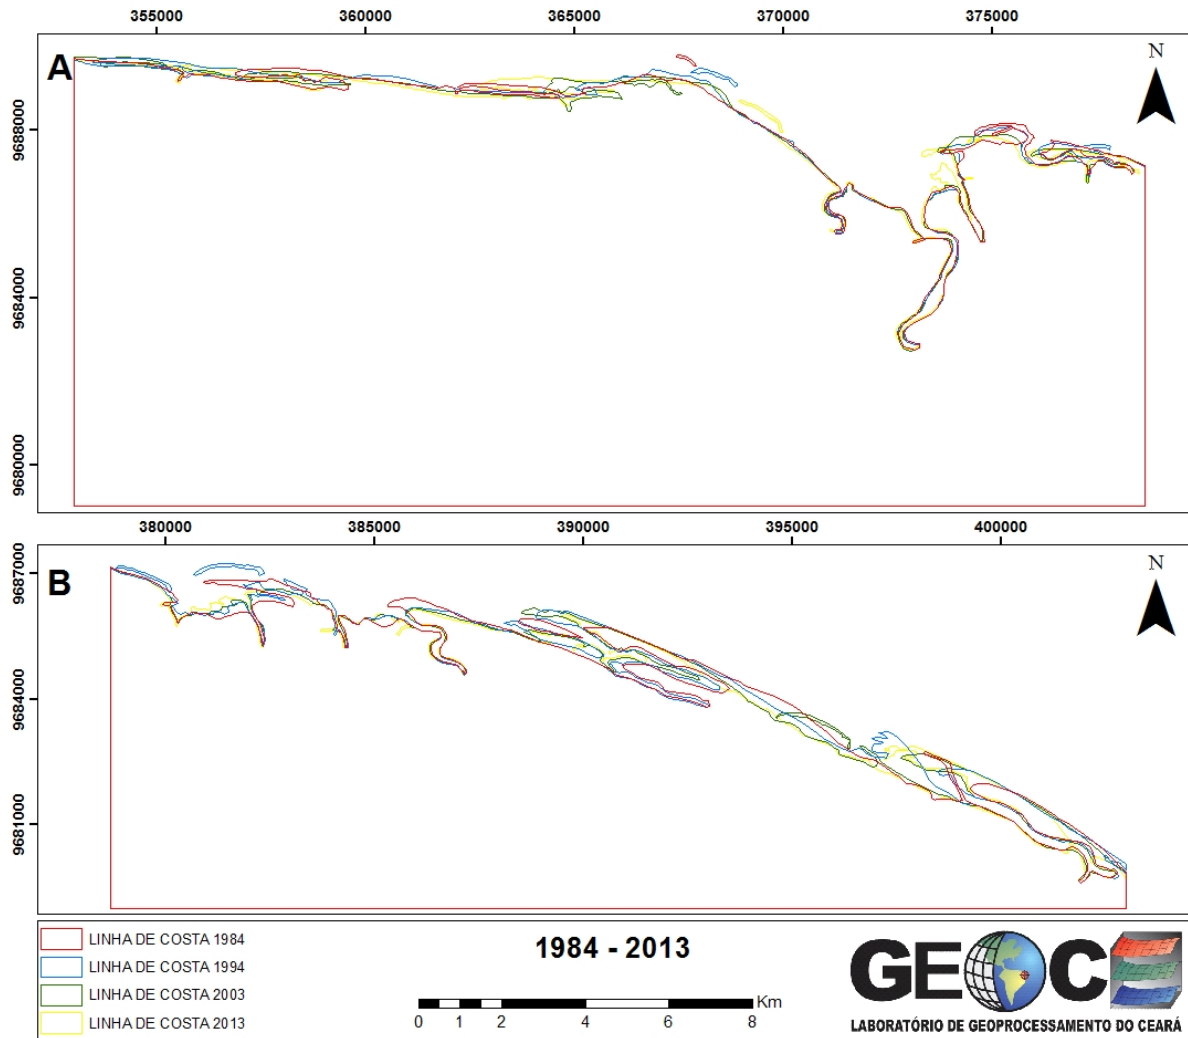 355000 360000 365000 370000 375000
A
N
9688000
9684000
9680000
380000 385000 390000 395000 400000
B
N
9687000
9684000
9681000
LINHA DE COSTA 1984
LINHA DE COSTA 1994
LINHA DE COSTA 2003
LINHA DE COSTA 2013
1984 - 2013
Km
0 1 2 4 6 8
GEOCE
LABORATÓRIO DE GEOPROCESSAMENTO DO CEARÁ